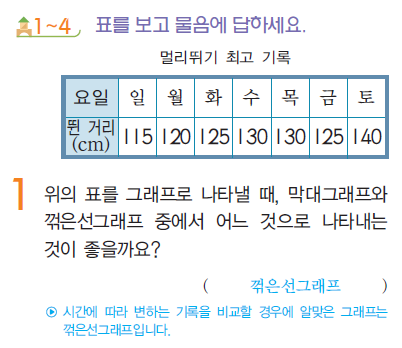 1~4 표를 보고 물음에 답하세요.
멀리뛰기 최고 기록
요일 일 월 화 수 목 금 토
뛴 거리 (cm) 115 120 125 130 130 125 140
1 위의 표를 그래프로 나타낼 때, 막대그래프와
꺾은선그래프 중에서 어느 것으로 나타내는
것이 좋을까요?
( 꺾은선그래프 )
▷ 시간에 따라 변하는 기록을 비교할 경우에 알맞은 그래프는
꺾은선그래프입니다.